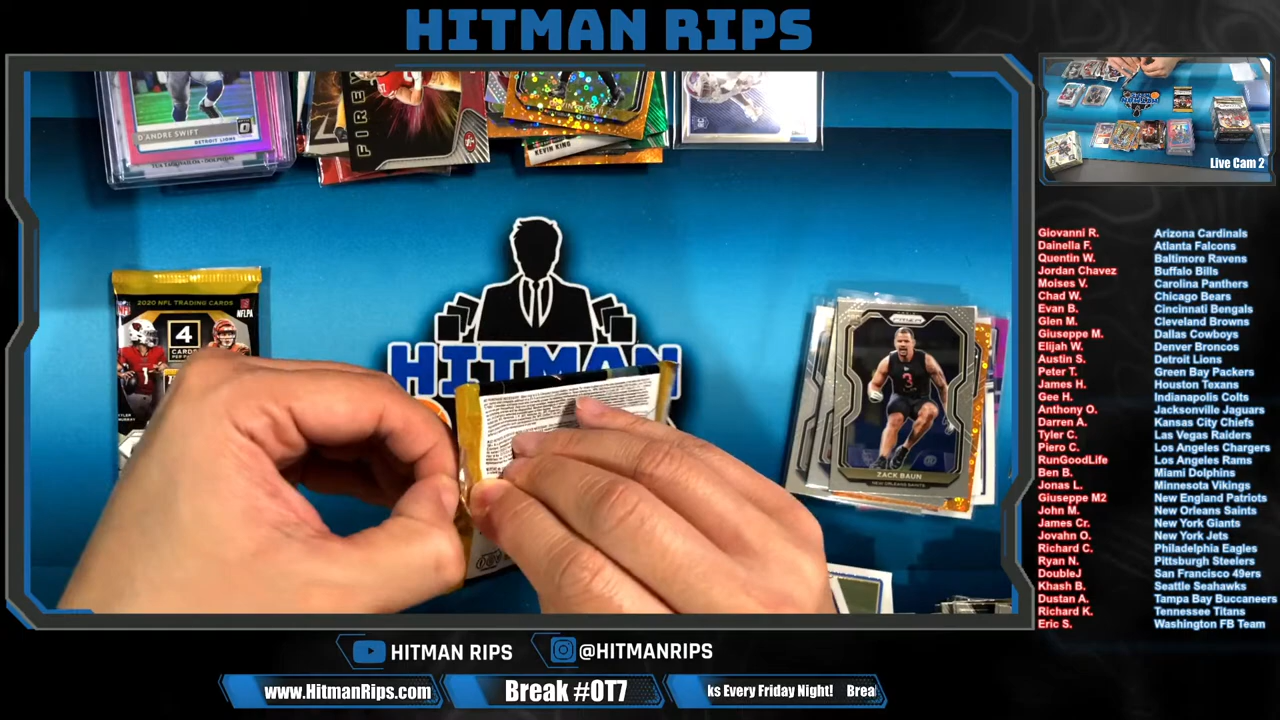 HITMAN RIPS
D'ANDRE SWIFT
DETROIT LIONS
FIRE
KEVIN KING
RC
Live Cam 2
2020 NFL TRADING CARDS
NFLPA
4
CARDS
HITMAN
PRIZM
3
ZACK BAUN
NEW ORLEANS SAINTS
Giovanni R. Arizona Cardinals
Dainella F. Atlanta Falcons
Quentin W. Baltimore Ravens
Jordan Chavez Buffalo Bills
Moises V. Carolina Panthers
Chad W. Chicago Bears
Evan B. Cincinnati Bengals
Glen M. Cleveland Browns
Giuseppe M. Dallas Cowboys
Elijah W. Denver Broncos
Austin S. Detroit Lions
Peter T. Green Bay Packers
James H. Houston Texans
Gee H. Indianapolis Colts
Anthony O. Jacksonville Jaguars
Darren A. Kansas City Chiefs
Tyler C. Las Vegas Raiders
Piero C. Los Angeles Chargers
RunGoodLife Los Angeles Rams
Ben B. Miami Dolphins
Jonas L. Minnesota Vikings
Giuseppe M2 New England Patriots
John M. New Orleans Saints
James Cr. New York Giants
Jovahn O. New York Jets
Richard C. Philadelphia Eagles
Ryan N. Pittsburgh Steelers
DoubleJ San Francisco 49ers
Khash B. Seattle Seahawks
Dustan A. Tampa Bay Buccaneers
Richard K. Tennessee Titans
Eric S. Washington FB Team
HITMAN RIPS @HITMANRIPS
www.HitmanRips.com Break #OT7 ks Every Friday Night! Brea